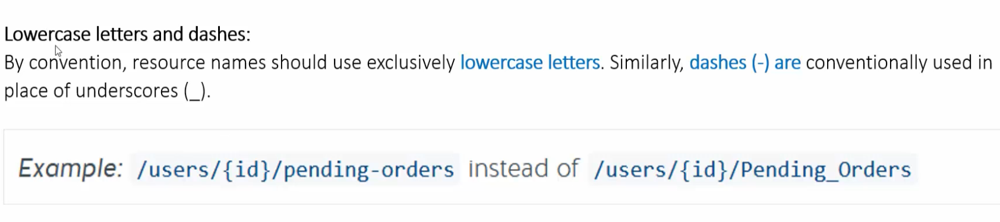 Lowercase letters and dashes:
By convention, resource names should use exclusively lowercase letters. Similarly, dashes (-) are conventionally used in
place of underscores (_).
Example: /users/{id}/pending-orders instead of /users/{id}/Pending_Orders